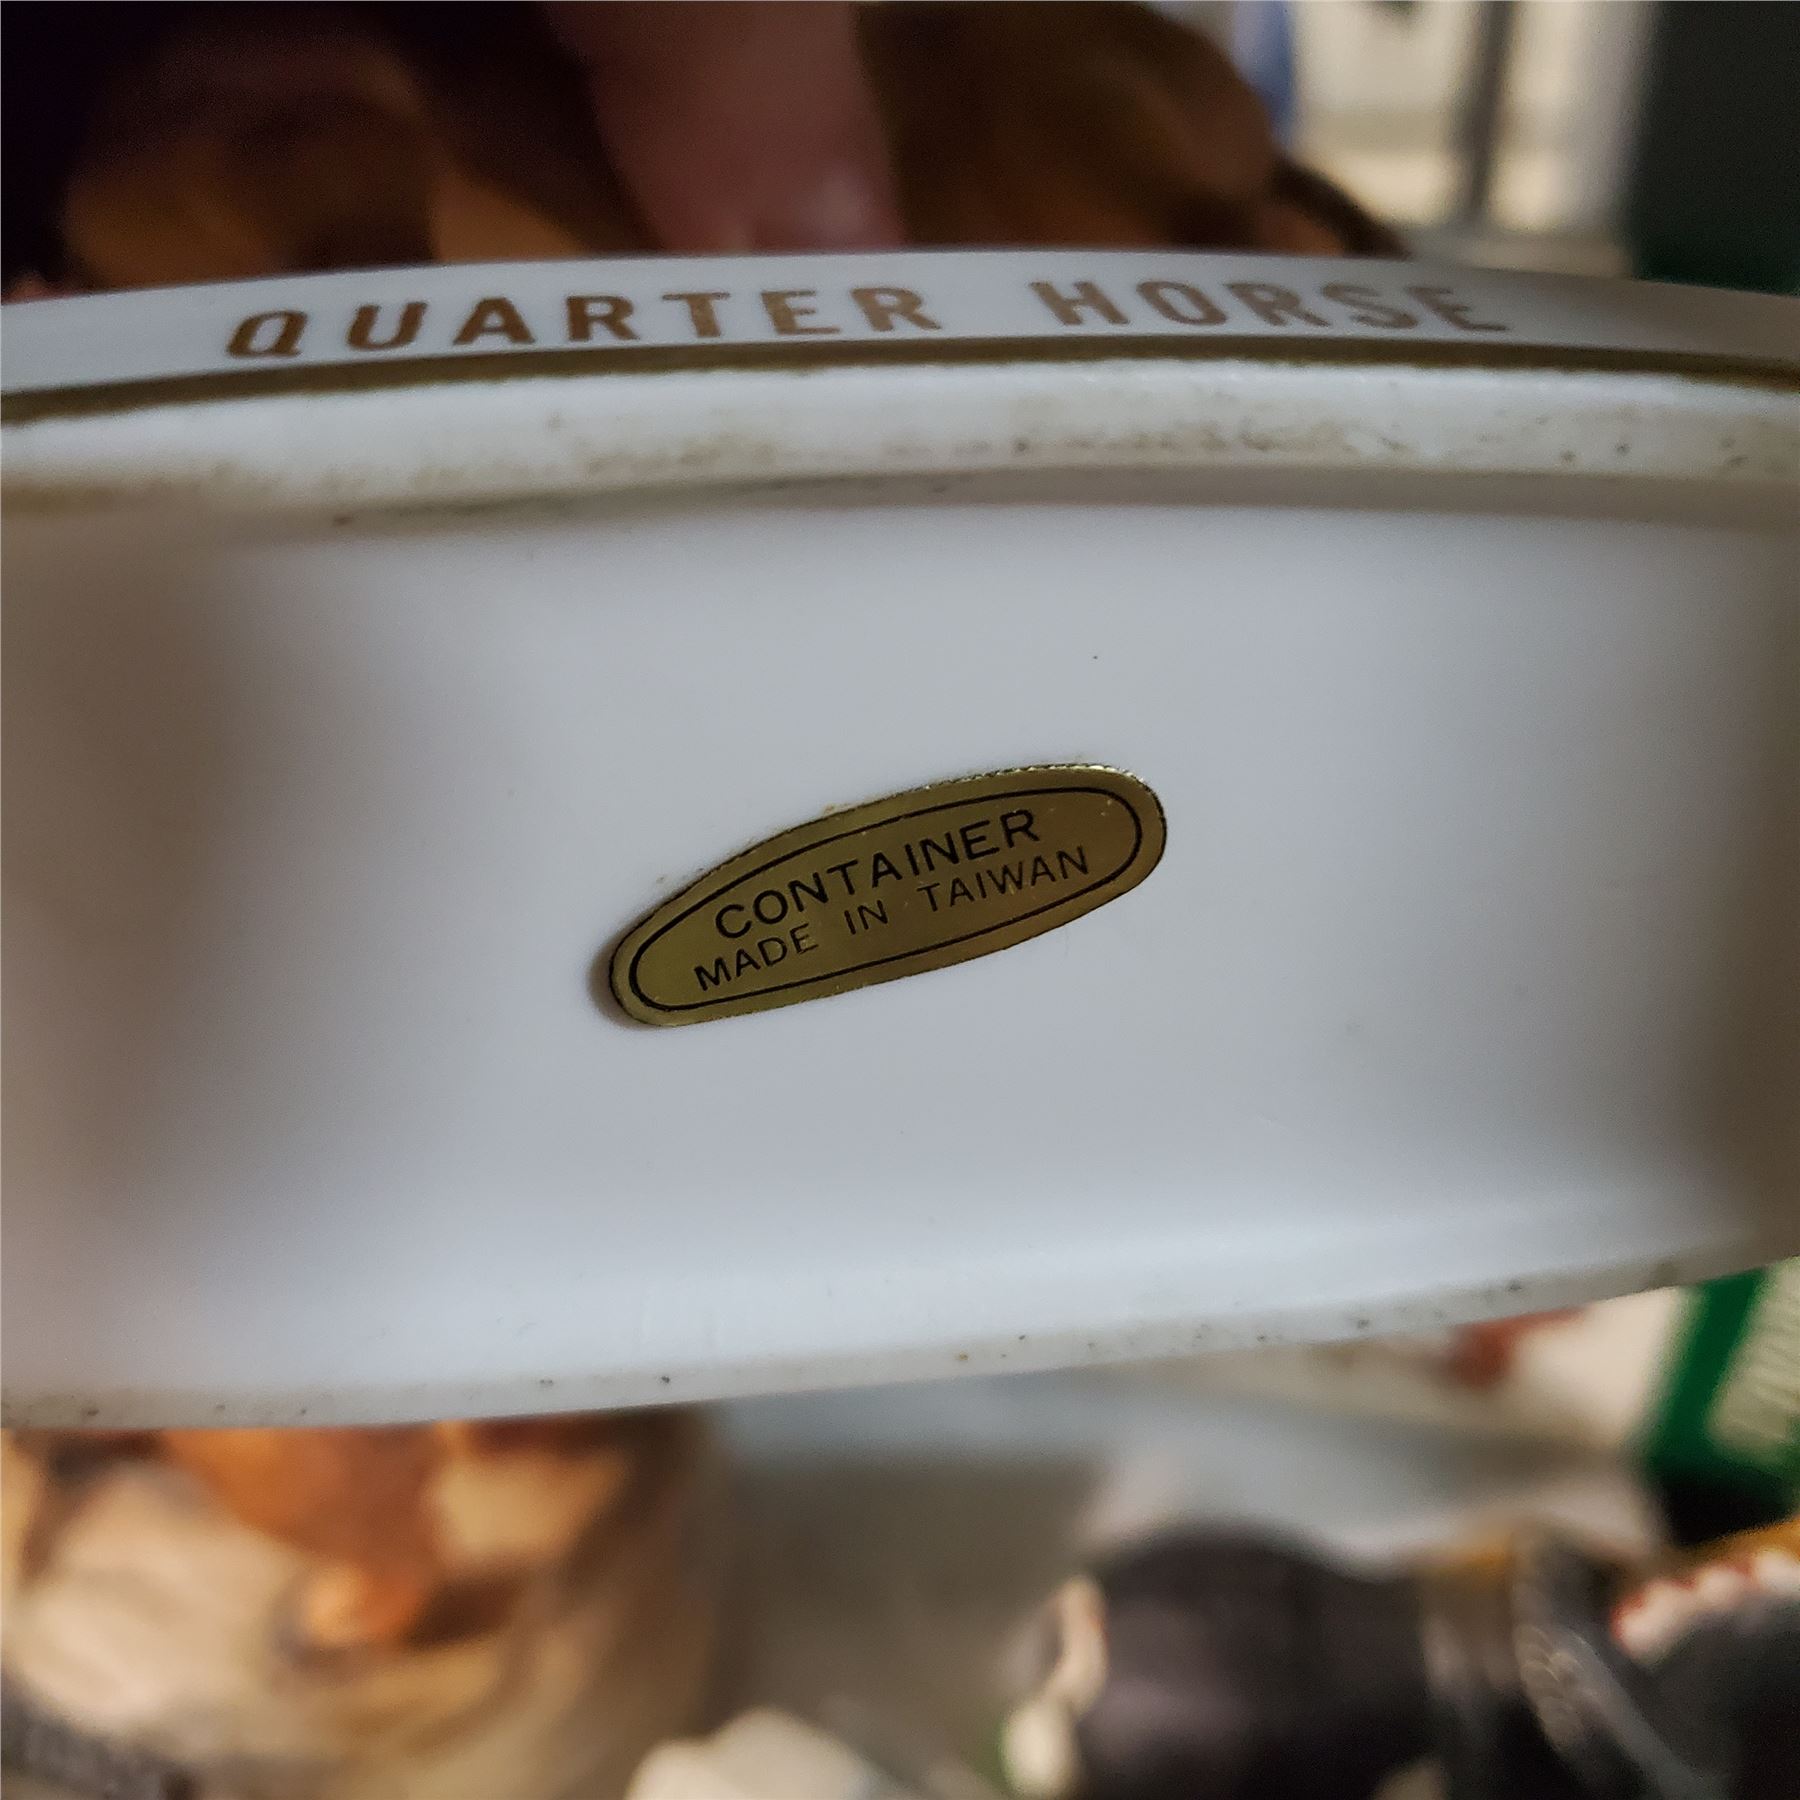 QUARTER HORSE
CONTAINER
MADE IN TAIWAN